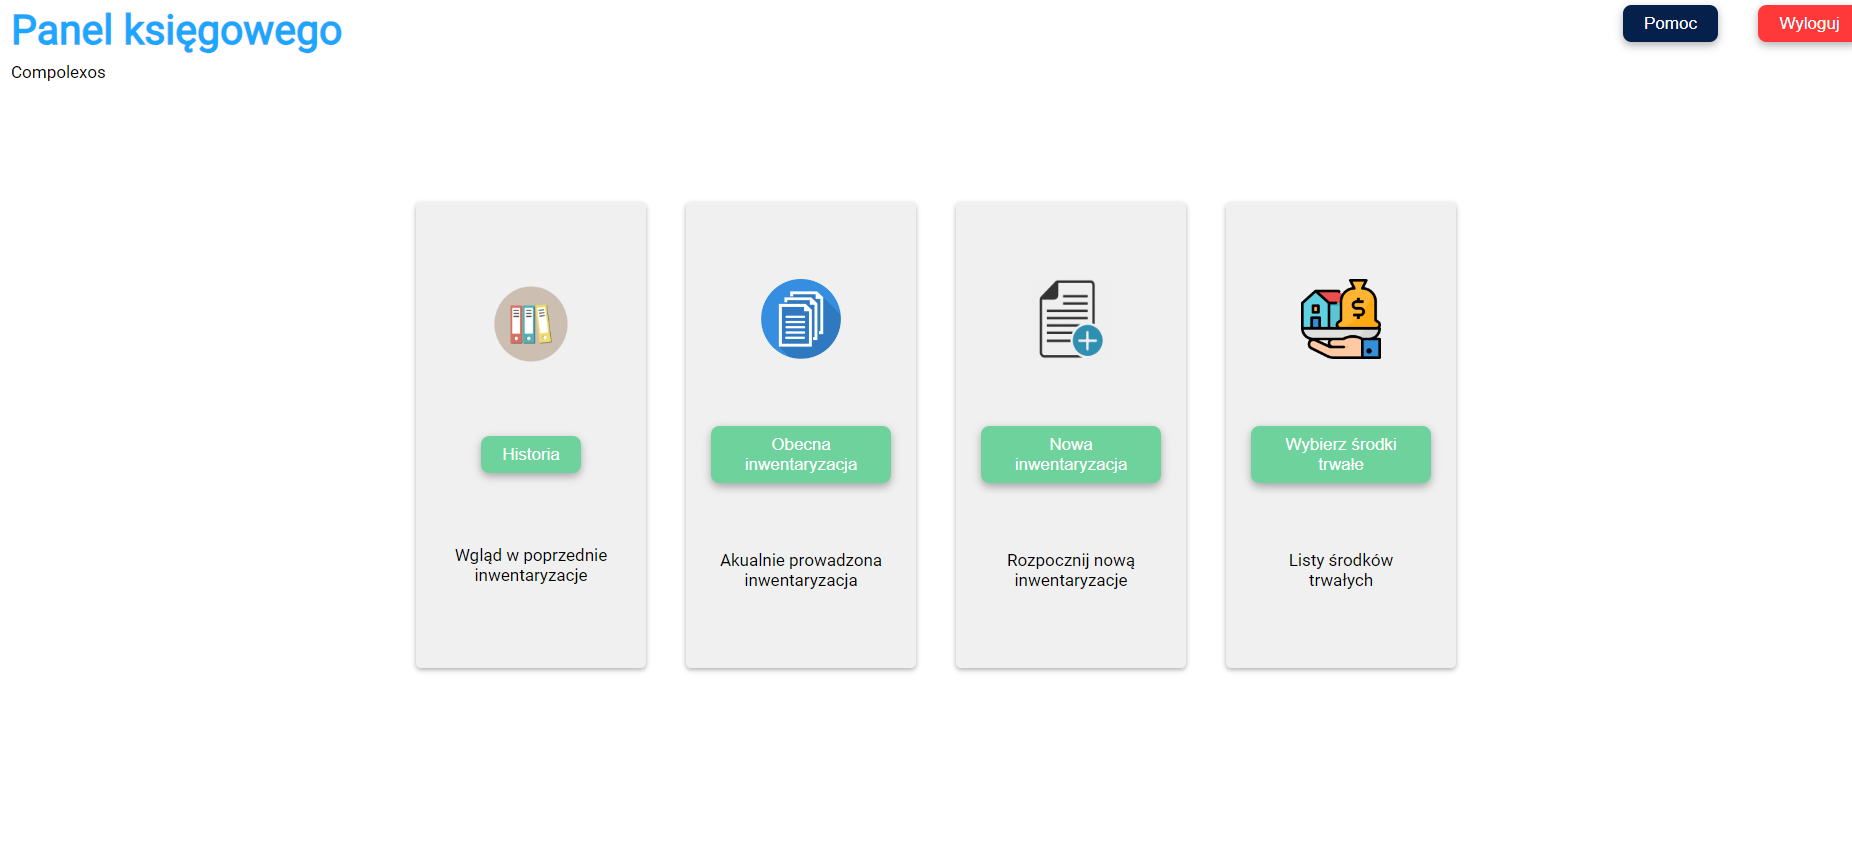 Panel księgowego
Pomoc
Wyloguj
Compolexos
Historia
Obecna
inwentaryzacja
Nowa
inwentaryzacja
Wybierz środki
trwałe
Wgląd w poprzednie
inwentaryzacje
Akualnie prowadzona
inwentaryzacja
Rozpocznij nową
inwentaryzacje
Listy środków
trwałych